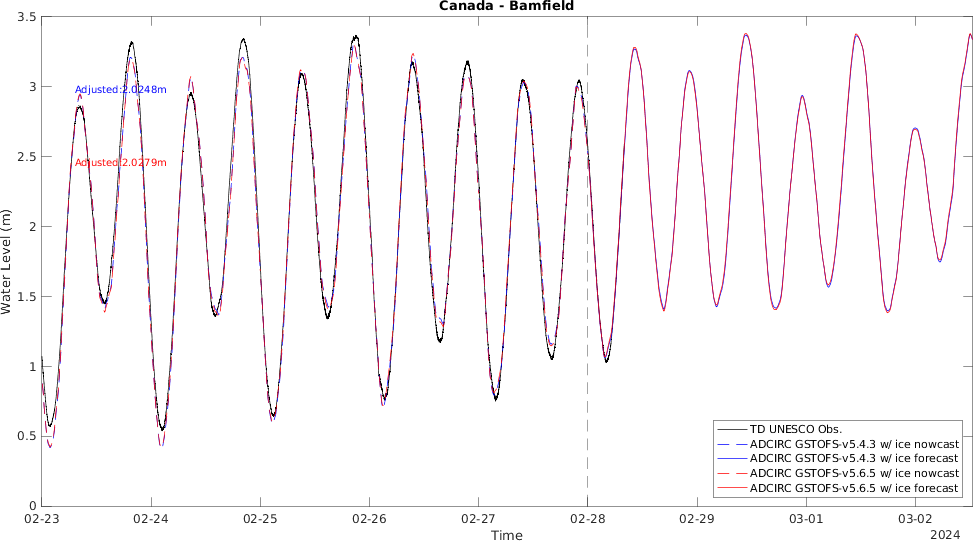 Canada - Bamfield
3.5
3
2.5
2
1.5
1
0.5
0
Water Level (m)
Adjusted:2.0248m
Adjusted:2.0279m
TD UNESCO Obs.
ADCIRC GSTOFS-v5.4.3 w/ ice nowcast
ADCIRC GSTOFS-v5.4.3 w/ ice forecast
ADCIRC GSTOFS-v5.6.5 w/ ice nowcast
ADCIRC GSTOFS-v5.6.5 w/ ice forecast
02-23 02-24 02-25 02-26 02-27 02-28 02-29 03-01 03-02
Time
2024